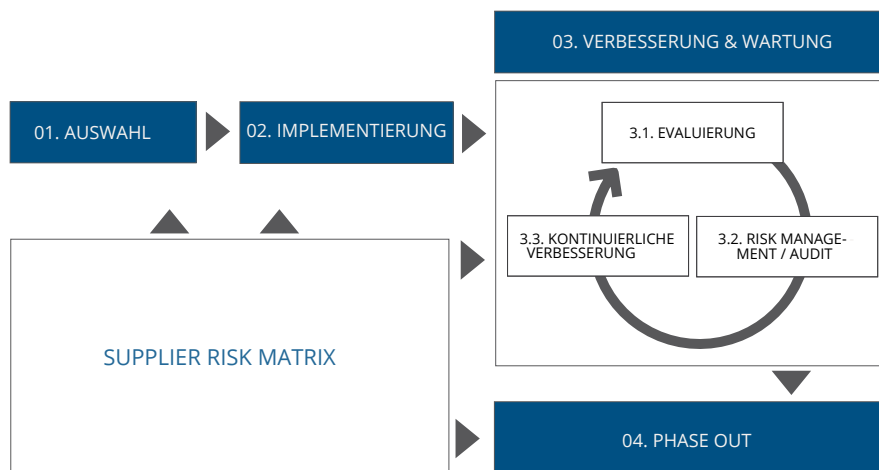 01. AUSWAHL
02. IMPLEMENTIERUNG
03. VERBESSERUNG & WARTUNG
3.1. EVALUIERUNG
3.2. RISK MANAGE-
MENT / AUDIT
3.3. KONTINUIERLICHE
VERBESSERUNG
SUPPLIER RISK MATRIX
04. PHASE OUT